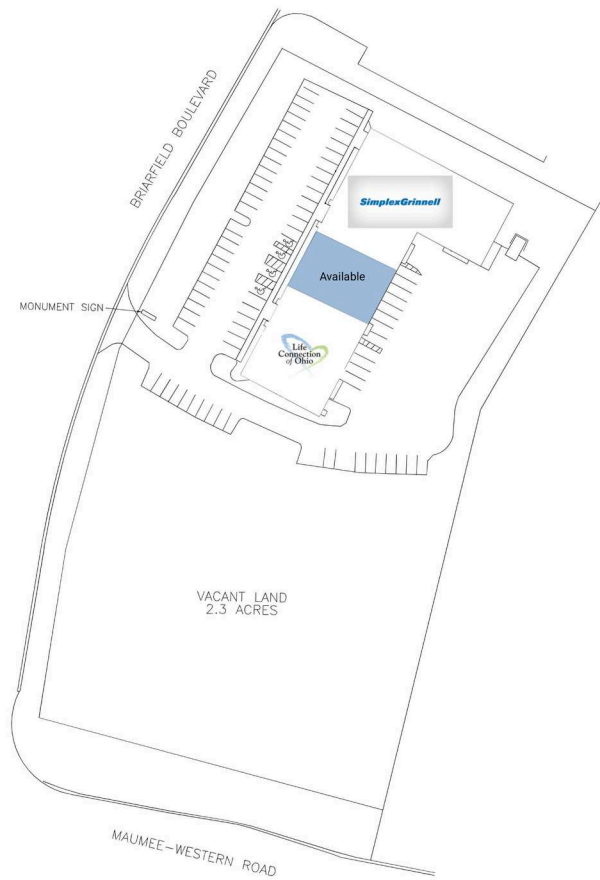 BRIARFIELD BOULEVARD
SimplexGrinnell
Available
MONUMENT SIGN
Life
Connection
of Ohio
VACANT LAND
2.3 ACRES
MAUMEE-WESTERN ROAD